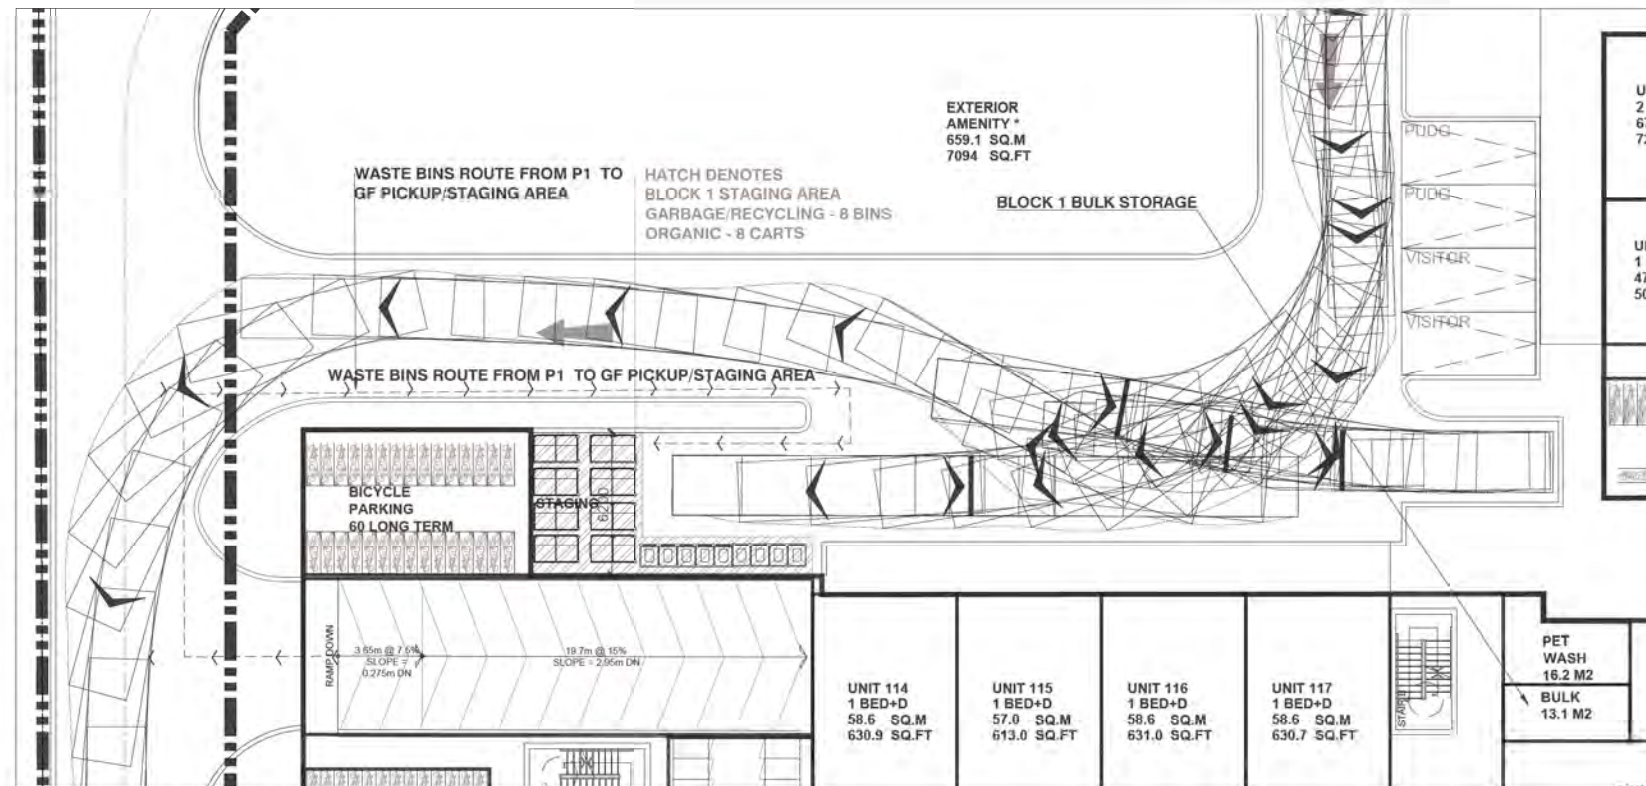 EXTERIOR
AMENITY *
659.1 SQ.M
7094 SQ.FT
WASTE BINS ROUTE FROM P1 TO
GF PICKUP/STAGING AREA
HATCH DENOTES
BLOCK 1 STAGING AREA
GARBAGE/RECYCLING - 8 BINS
ORGANIC - 8 CARTS
BLOCK 1 BULK STORAGE
PUDO
PUDO
VISITOR
VISITOR
WASTE BINS ROUTE FROM P1 TO GF PICKUP/STAGING AREA
BICYCLE
PARKING
60 LONG TERM
STAGING
6200
RAMP DOWN
3.65m @ 7.5%
SLOPE =
0.275m DN
19.7m @ 15%
SLOPE = 2.95m DN
UNIT 114
1 BED+D
58.6 SQ.M
630.9 SQ.FT
UNIT 115
1 BED+D
57.0 SQ.M
613.0 SQ.FT
UNIT 116
1 BED+D
58.6 SQ.M
631.0 SQ.FT
UNIT 117
1 BED+D
58.6 SQ.M
630.7 SQ.FT
PET
WASH
16.2 M2
BULK
13.1 M2